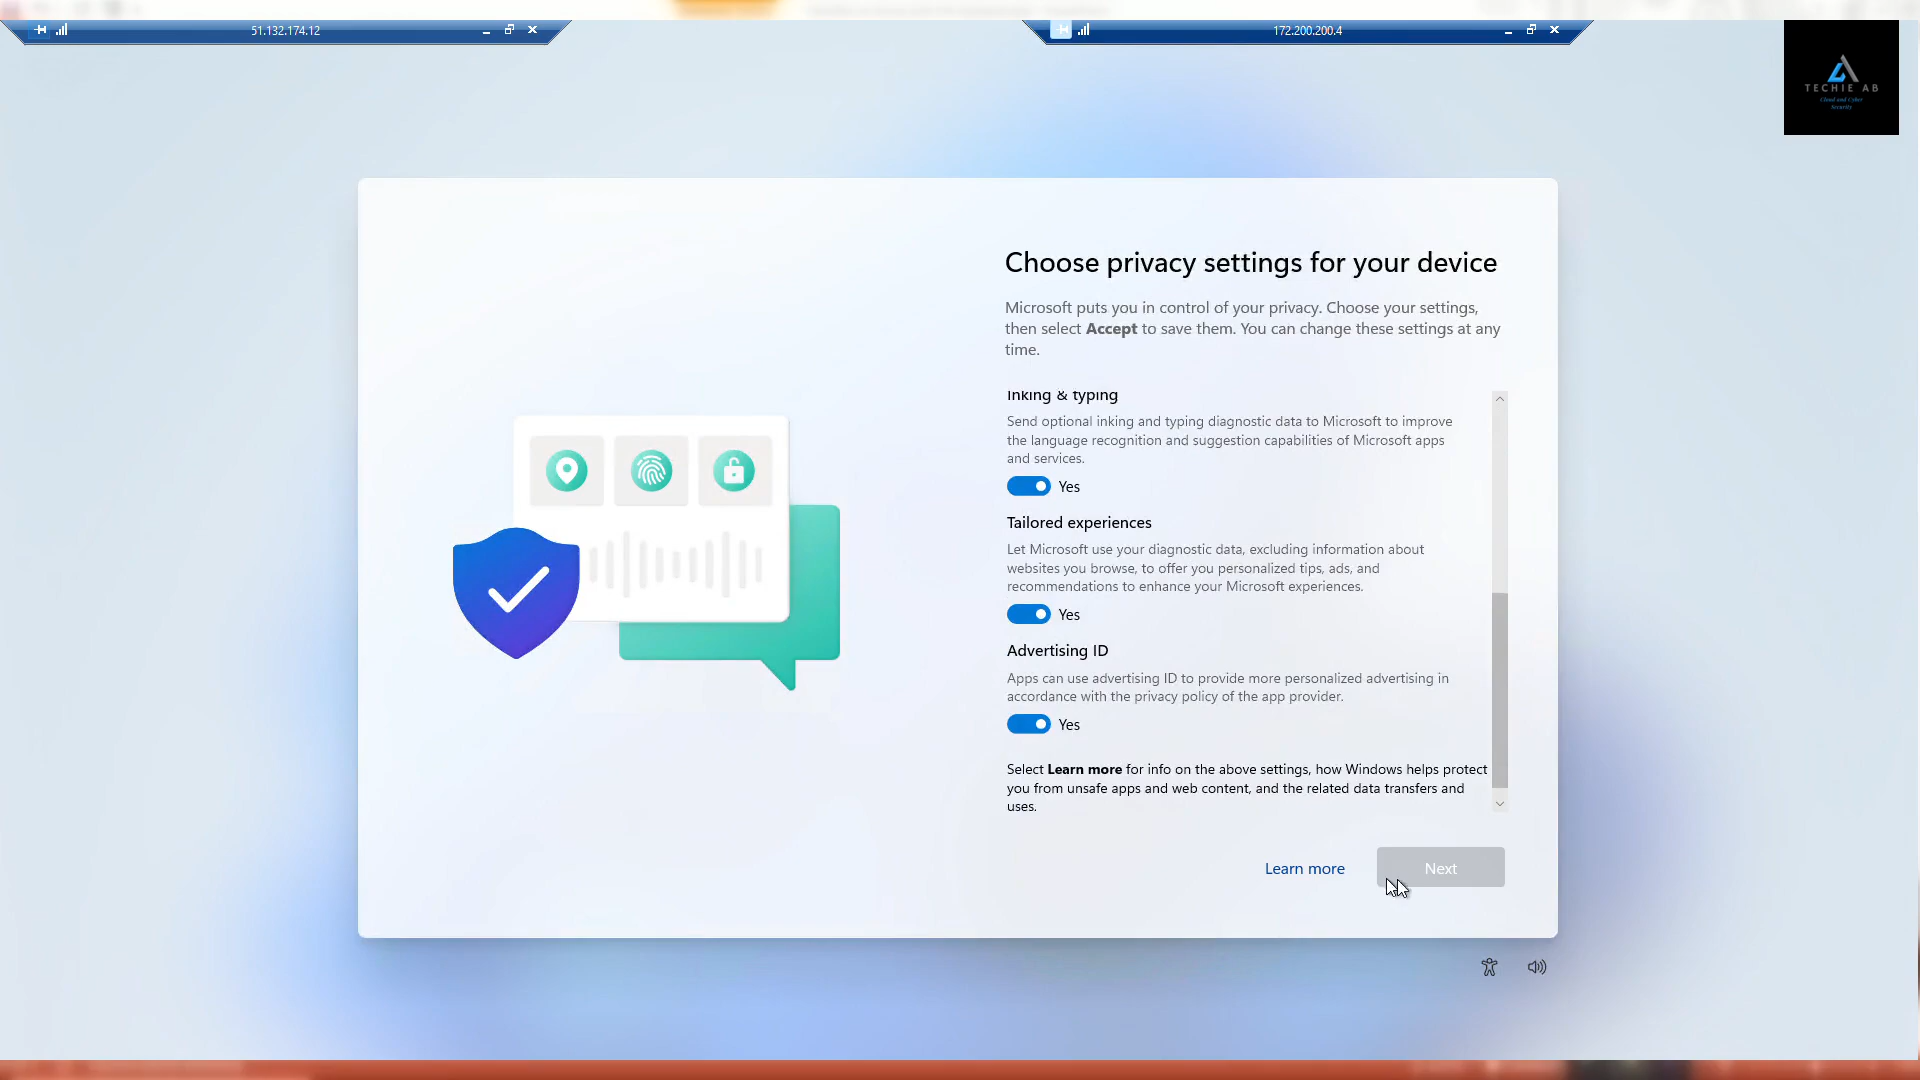 51.132.174.12
172.200.200.4
TECHIE AB
Cloud and Cyber
Security
Choose privacy settings for your device
Microsoft puts you in control of your privacy. Choose your settings,
then select Accept to save them. You can change these settings at any
time.
Inking & typing
Send optional inking and typing diagnostic data to Microsoft to improve
the language recognition and suggestion capabilities of Microsoft apps
and services.
Yes
Tailored experiences
Let Microsoft use your diagnostic data, excluding information about
websites you browse, to offer you personalized tips, ads, and
recommendations to enhance your Microsoft experiences.
Yes
Advertising ID
Apps can use advertising ID to provide more personalized advertising in
accordance with the privacy policy of the app provider.
Yes
Select Learn more for info on the above settings, how Windows helps protect
you from unsafe apps and web content, and the related data transfers and
uses.
Learn more
Next